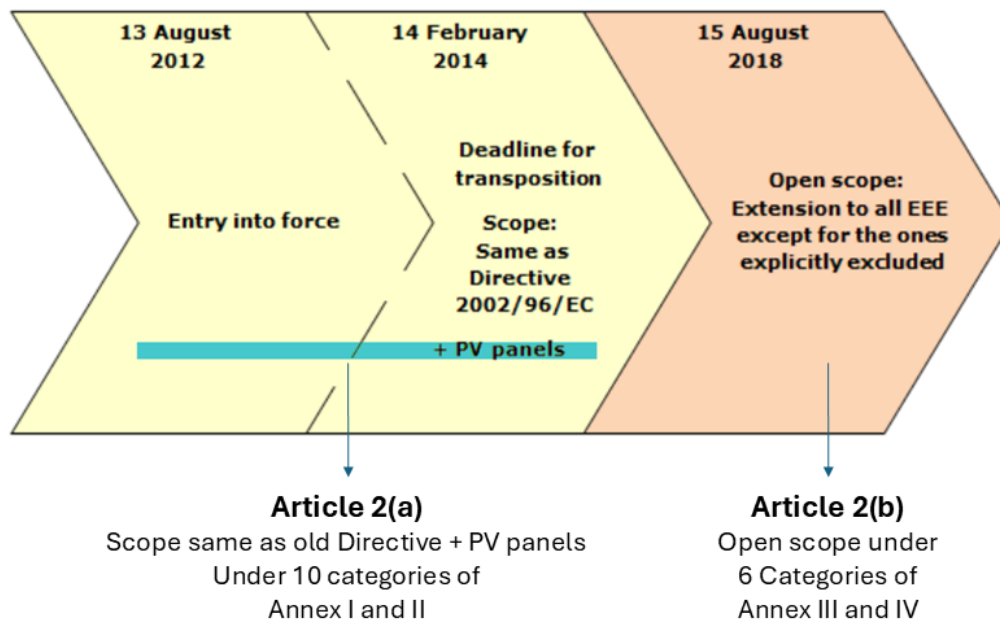 13 August
2012
14 February
2014
15 August
2018
Entry into force
Deadline for
transposition
Scope:
Same as
Directive
2002/96/EC
+ PV panels
Open scope:
Extension to all EEE
except for the ones
explicitly excluded
Article 2(a)
Scope same as old Directive + PV panels
Under 10 categories of
Annex I and II
Article 2(b)
Open scope under
6 Categories of
Annex III and IV